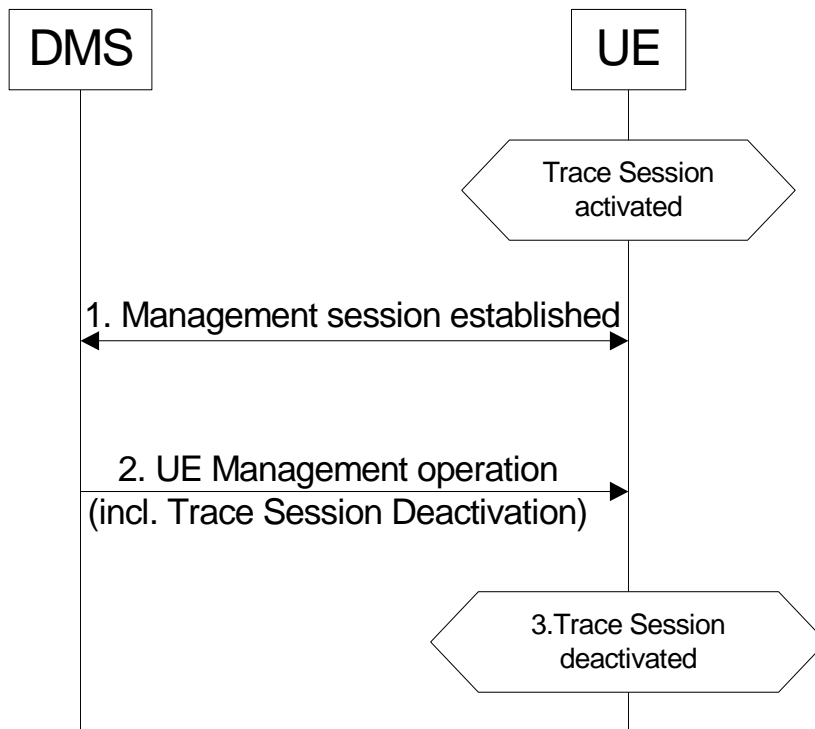 DMS
UE
Trace Session
activated
1. Management session established
2. UE Management operation
(incl. Trace Session Deactivation)
3.Trace Session
deactivated